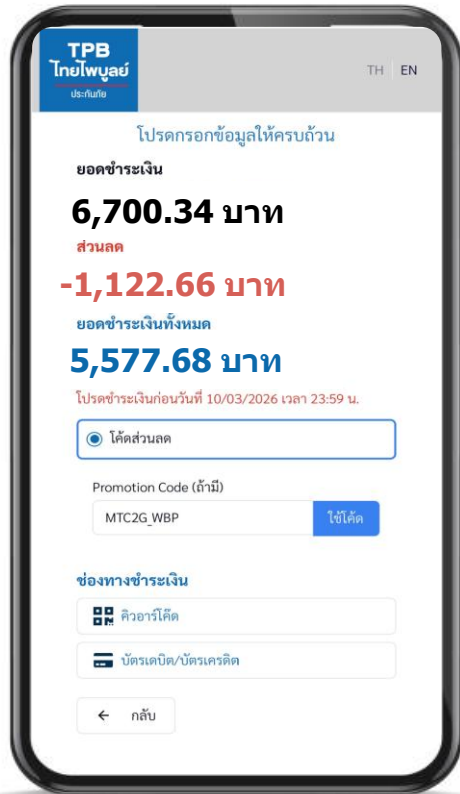 TPB
ไทยไพบูลย์
ประกันภัย
TH EN
โปรดกรอกข้อมูลให้ครบถ้วน
ยอดชำระเงิน
6,700.34 บาท
ส่วนลด
-1,122.66 บาท
ยอดชำระเงินทั้งหมด
5,577.68 บาท
โปรดชำระเงินก่อนวันที่ 10/03/2026 เวลา 23:59 น.
โค้ดส่วนลด
Promotion Code (ถ้ามี)
MTC2G_WBP ใช้โค้ด
ช่องทางชำระเงิน
คิวอาร์โค๊ด
บัตรเดบิต/บัตรเครดิต
← กลับ